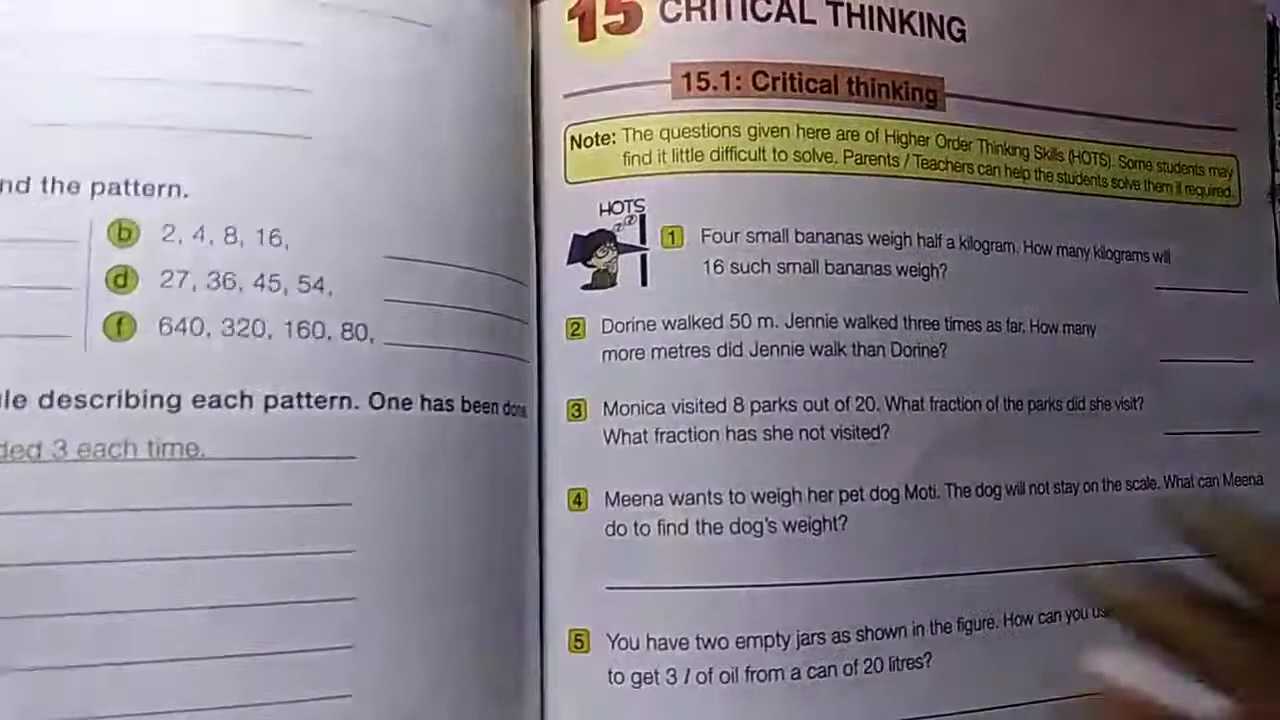 nd the pattern.
b 2, 4, 8, 16,
d 27, 36, 45, 54,
f 640, 320, 160, 80,
le describing each pattern. One has been done
ded 3 each time.
15 CRITICAL THINKING
15.1: Critical thinking
Note: The questions given here are of Higher Order Thinking Skills (HOTS). Some students may
find it little difficult to solve. Parents / Teachers can help the students solve them if required.
HOTS
1 Four small bananas weigh half a kilogram. How many kilograms will
16 such small bananas weigh?
2 Dorine walked 50 m. Jennie walked three times as far. How many
more metres did Jennie walk than Dorine?
3 Monica visited 8 parks out of 20. What fraction of the parks did she visit?
What fraction has she not visited?
4 Meena wants to weigh her pet dog Moti. The dog will not stay on the scale. What can Meena
do to find the dog's weight?
5 You have two empty jars as shown in the figure. How can you
to get 3 l of oil from a can of 20 litres?